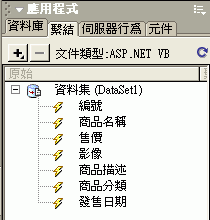 應用程式
資料庫 繫結 伺服器行爲 元件
文件類型:ASP.NET VB
原始
資料集 (DataSet1)
編號
商品名稱
售價
影像
商品描述
商品分類
發售日期